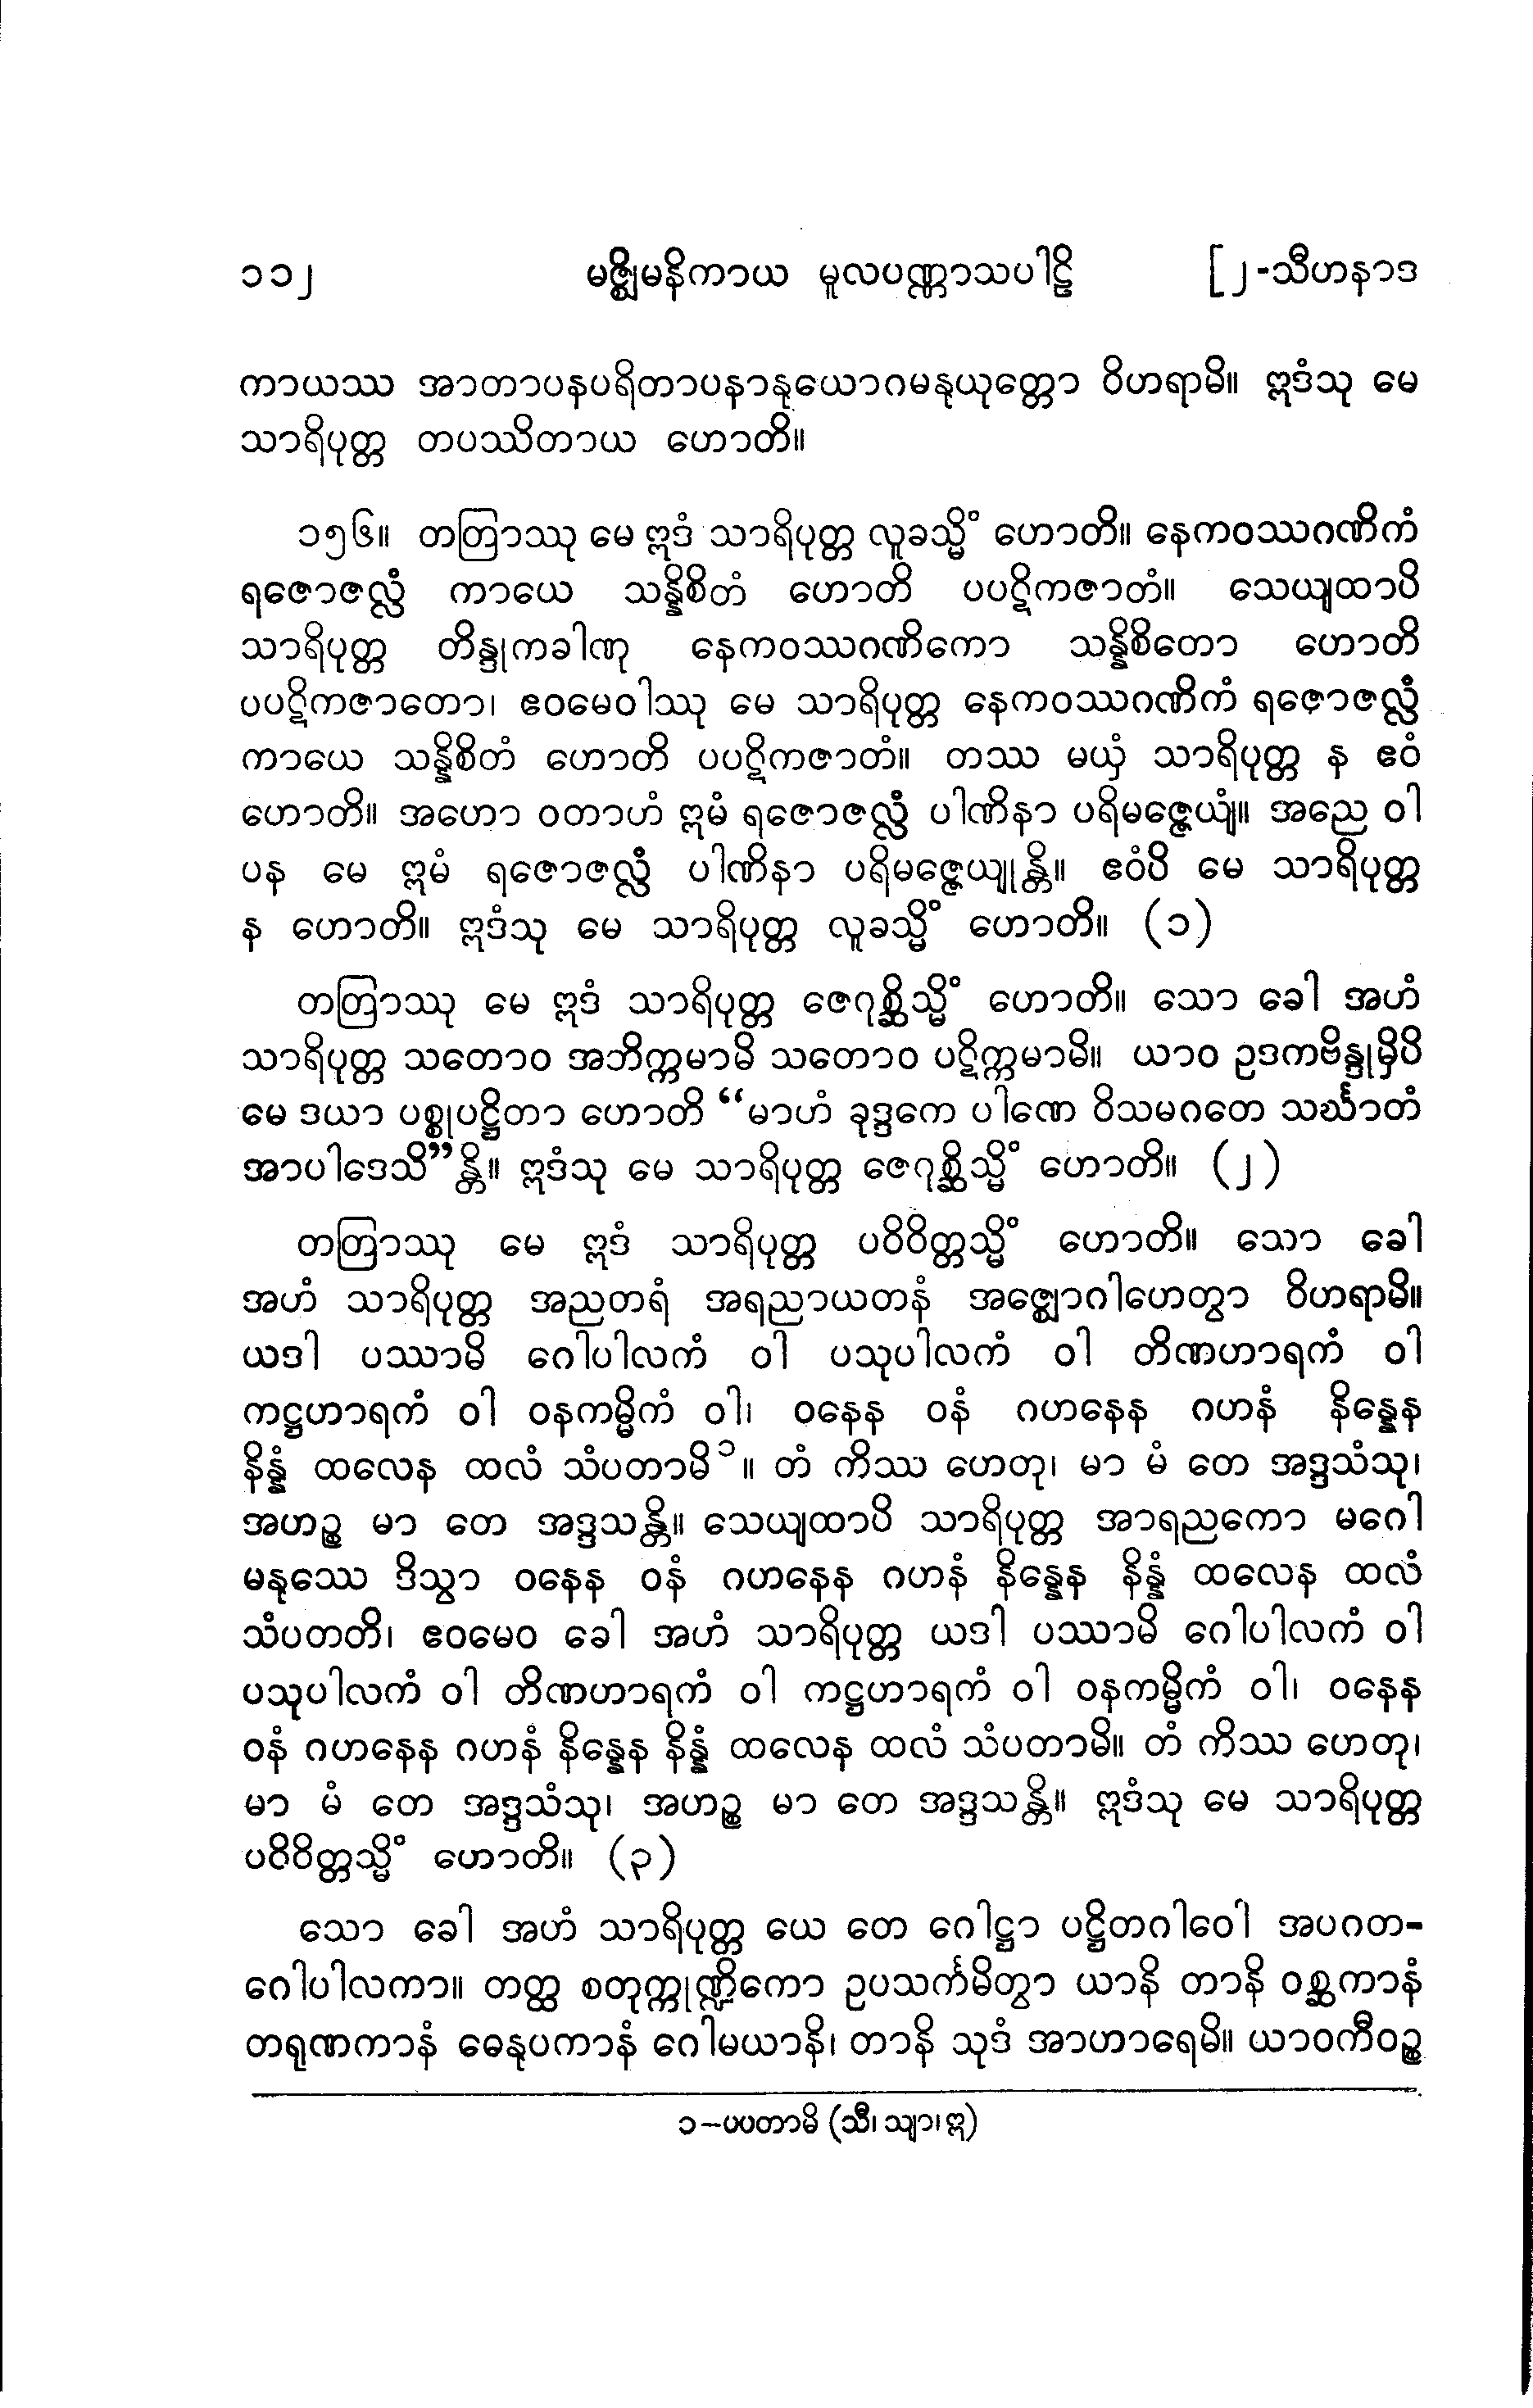 ၁၁၂ မဇ္ဈိမနိကာယ မူလပဏ္ဏာသပါဠိ [၂-သီဟနာဒ
ကာယဿ အာတာပနပရိတာပနာနုယောဂမနုယုတ္တော ဝိဟရာမိ။ ဣဒံသု မေ
သာရိပုတ္တ တပဿိတာယ ဟောတိ။
၁၅၆။ တတြာဿု မေ ဣဒံ သာရိပုတ္တ လူခသ္မိံ ဟောတိ။ နေကဝဿဂဏိကံ
ရဇောဇလ္လံ ကာယေ သန္နိစိတံ ဟောတိ ပပဋိကဇာတံ။ သေယျထာပိ
သာရိပုတ္တ တိန္ဒုကခါဏု နေကဝဿဂဏိကော သန္နိစိတော ဟောတိ
ပပဋိကဇာတော၊ ဧဝမေဝါဿု မေ သာရိပုတ္တ နေကဝဿဂဏိကံ ရဇောဇလ္လံ
ကာယေ သန္နိစိတံ ဟောတိ ပပဋိကဇာတံ။ တဿ မယှံ သာရိပုတ္တ န ဧဝံ
ဟောတိ။ အဟော ဝတာဟံ ဣမံ ရဇောဇလ္လံ ပါဏိနာ ပရိမဇ္ဇေယျံ။ အညေ ဝါ
ပန မေ ဣမံ ရဇောဇလ္လံ ပါဏိနာ ပရိမဇ္ဇေယျုန္တိ။ ဧဝံပိ မေ သာရိပုတ္တ
န ဟောတိ။ ဣဒံသု မေ သာရိပုတ္တ လူခသ္မိံ ဟောတိ။ (၁)
တတြာဿု မေ ဣဒံ သာရိပုတ္တ ဇေဂုစ္ဆိသ္မိံ ဟောတိ။ သော ခေါ အဟံ
သာရိပုတ္တ သတောဝ အဘိက္ကမာမိ သတောဝ ပဋိက္ကမာမိ။ ယာဝ ဥဒကဗိန္ဒုမှိပိ
မေ ဒယာ ပစ္စုပဋ္ဌိတာ ဟောတိ “မာဟံ ခုဒ္ဒကေ ပါဏေ ဝိသမဂတေ သင်္ဃာတံ
အာပါဒေသိ”န္တိ။ ဣဒံသု မေ သာရိပုတ္တ ဇေဂုစ္ဆိသ္မိံ ဟောတိ။ (၂)
တတြာဿု မေ ဣဒံ သာရိပုတ္တ ပဝိဝိတ္တသ္မိံ ဟောတိ။ သော ခေါ
အဟံ သာရိပုတ္တ အညတရံ အရညာယတနံ အဇ္ဈောဂါဟေတွာ ဝိဟရာမိ။
ယဒါ ပဿာမိ ဂေါပါလကံ ဝါ ပသုပါလကံ ဝါ တိဏဟာရကံ ဝါ
ကဋ္ဌဟာရကံ ဝါ ဝနကမ္မိကံ ဝါ၊ ဝနေန ဝနံ ဂဟနေန ဂဟနံ နိန္နေန
နိန္နံ ထလေန ထလံ သံပတာမိ ၁။ တံ ကိဿ ဟေတု၊ မာ မံ တေ အဒ္ဒသံသု၊
အဟဉ္စ မာ တေ အဒ္ဒသန္တိ။ သေယျထာပိ သာရိပုတ္တ အာရညကော မဂေါ
မနုဿေ ဒိသွာ ဝနေန ဝနံ ဂဟနေန ဂဟနံ နိန္နေန နိန္နံ ထလေန ထလံ
သံပတတိ၊ ဧဝမေဝ ခေါ အဟံ သာရိပုတ္တ ယဒါ ပဿာမိ ဂေါပါလကံ ဝါ
ပသုပါလကံ ဝါ တိဏဟာရကံ ဝါ ကဋ္ဌဟာရကံ ဝါ ဝနကမ္မိကံ ဝါ၊ ဝနေန
ဝနံ ဂဟနေန ဂဟနံ နိန္နေန နိန္နံ ထလေန ထလံ သံပတာမိ။ တံ ကိဿ ဟေတု၊
မာ မံ တေ အဒ္ဒသံသု၊ အဟဉ္စ မာ တေ အဒ္ဒသန္တိ။ ဣဒံသု မေ သာရိပုတ္တ
ပဝိဝိတ္တသ္မိံ ဟောတိ။ (၃)
သော ခေါ အဟံ သာရိပုတ္တ ယေ တေ ဂေါဋ္ဌာ ပဋ္ဌိတဂါဝေါ အပဂတ-
ဂေါပါလကာ။ တတ္ထ စတုက္ကုဏ္ဍိကော ဥပသင်္ကမိတွာ ယာနိ တာနိ ဝစ္ဆကာနံ
တရုဏကာနံ ဓေနုပကာနံ ဂေါမယာနိ၊ တာနိ သုဒံ အာဟာရေမိ။ ယာဝကီဝဉ္စ
၁-ပပတာမိ (သီ၊ သျာ၊ ဣ)